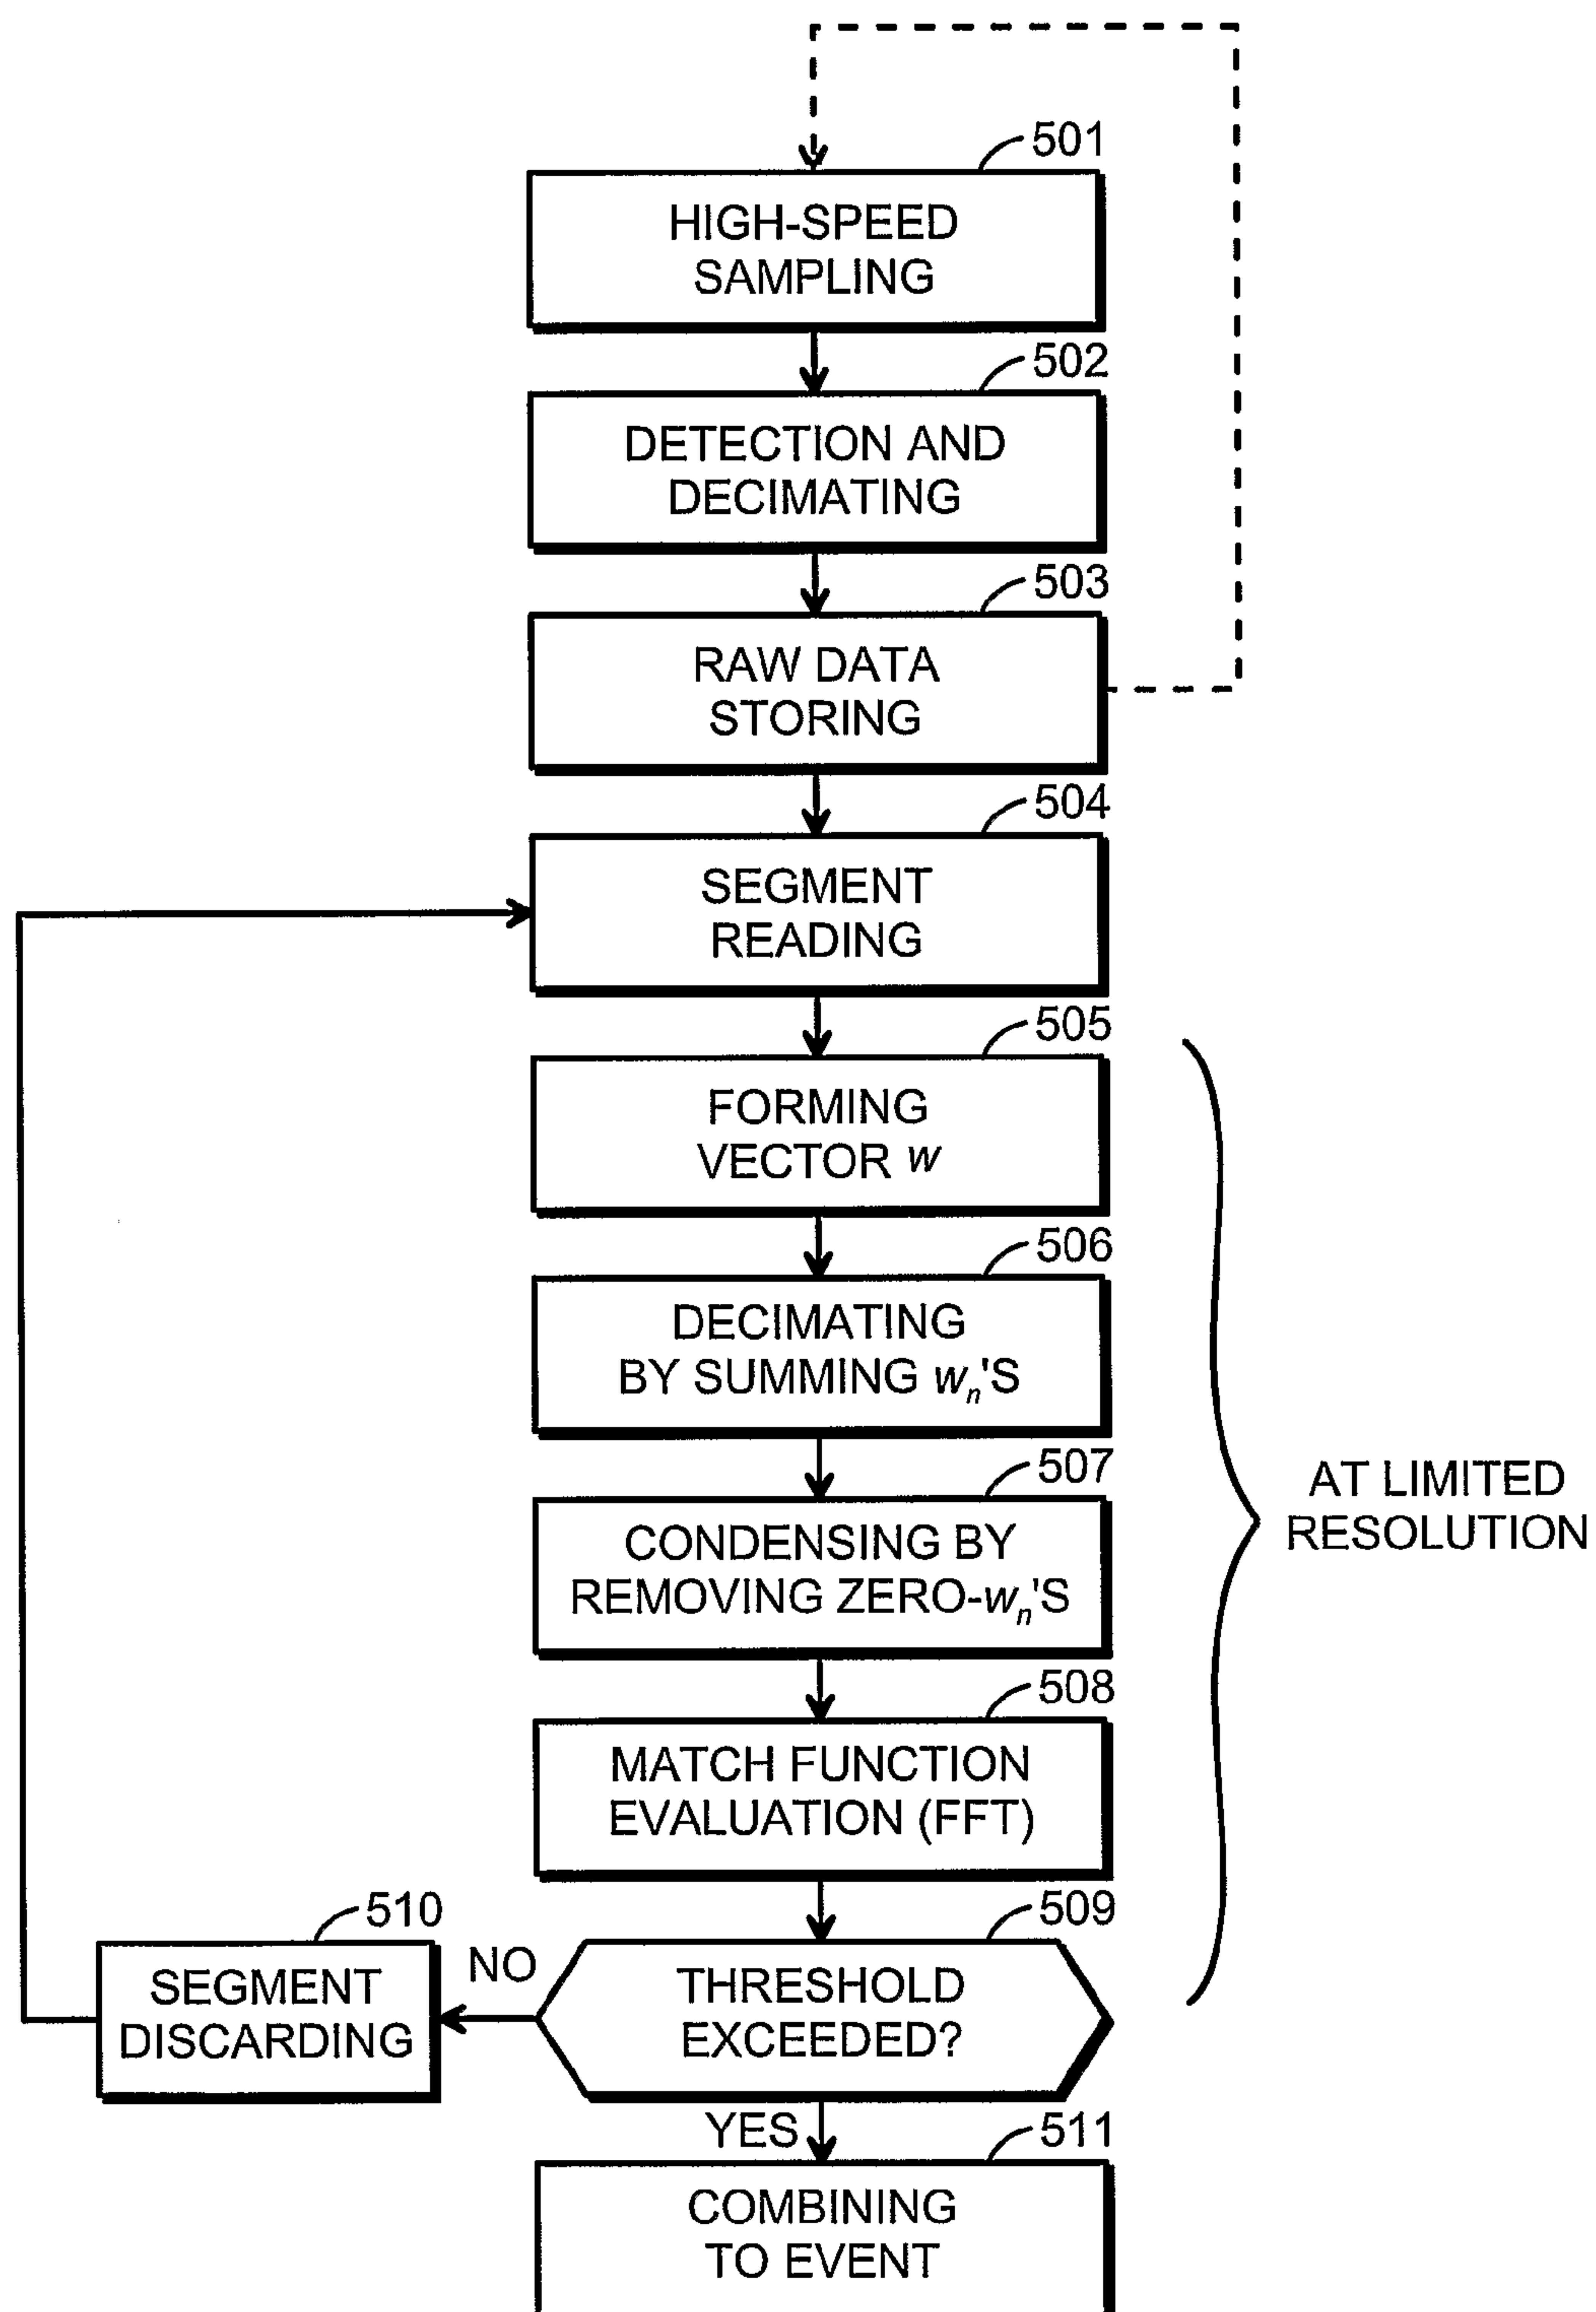 501
HIGH-SPEED
SAMPLING
502
DETECTION AND
DECIMATING
503
RAW DATA
STORING
504
SEGMENT
READING
505
FORMING
VECTOR w
506
DECIMATING
BY SUMMING wn'S
507
CONDENSING BY
REMOVING ZERO-wn'S
AT LIMITED
RESOLUTION
508
MATCH FUNCTION
EVALUATION (FFT)
509
THRESHOLD
EXCEEDED?
NO
510
SEGMENT
DISCARDING
YES
511
COMBINING
TO EVENT